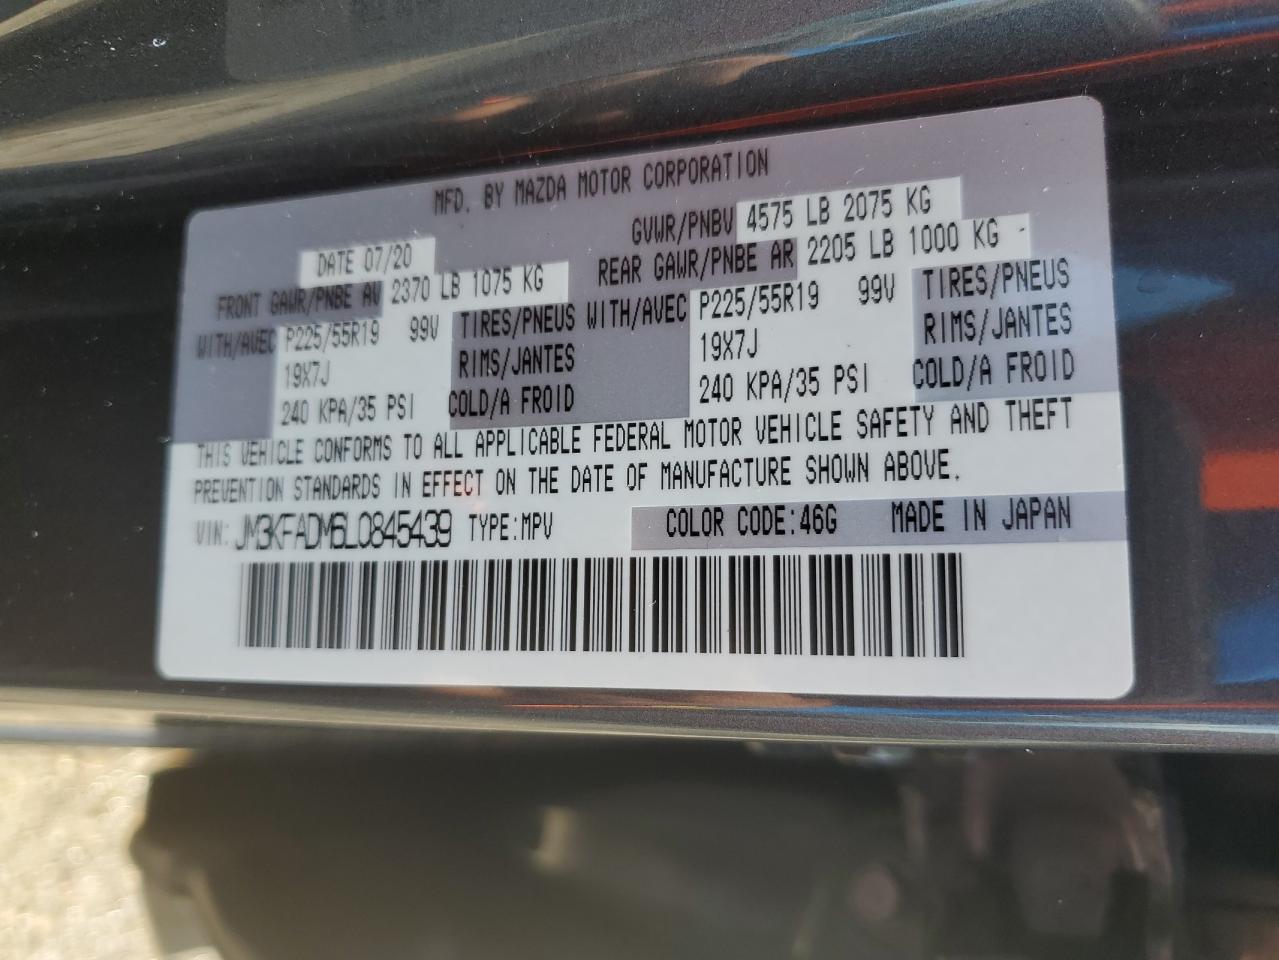 MFD. BY MAZDA MOTOR CORPORATION
DATE 07/20 GVWR/PNBV 4575 LB 2075 KG
FRONT GAWR/PNBE AV 2370 LB 1075 KG REAR GAWR/PNBE AR 2205 LB 1000 KG
WITH/AVEC P225/55R19 99V TIRES/PNEUS WITH/AVEC P225/55R19 99V TIRES/PNEUS
19X7J RIMS/JANTES 19X7J RIMS/JANTES
240 KPA/35 PSI COLD/A FROID 240 KPA/35 PSI COLD/A FROID
THIS VEHICLE CONFORMS TO ALL APPLICABLE FEDERAL MOTOR VEHICLE SAFETY AND THEFT
PREVENTION STANDARDS IN EFFECT ON THE DATE OF MANUFACTURE SHOWN ABOVE.
VIN: JM3KFADM6L0845439 TYPE:MPV COLOR CODE:46G MADE IN JAPAN